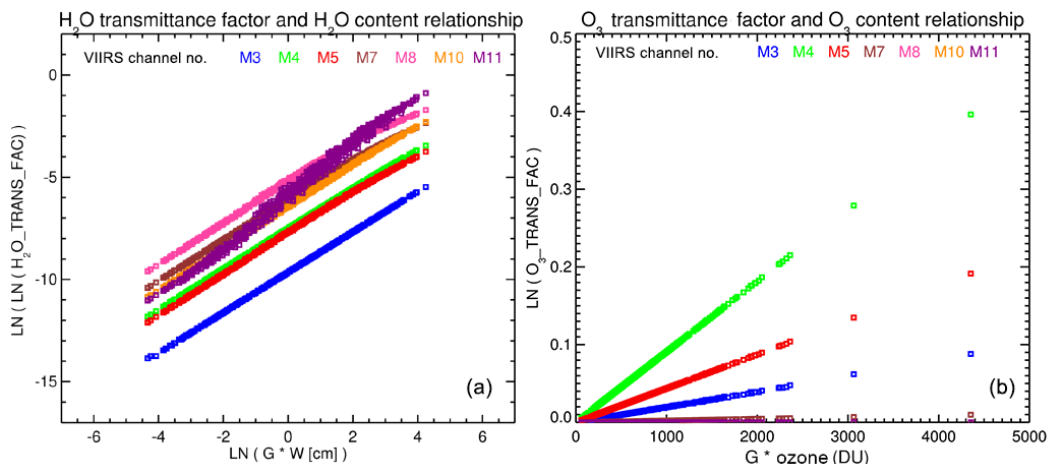 H2O transmittance factor and H2O content relationship
VIIRS channel no. M3 M4 M5 M7 M8 M10 M11
LN ( LN ( H2O_TRANS_FAC))
0
-5
-10
-15
-6 -4 -2 0 2 4 6
LN ( G * W [cm] )
(a)
O3 transmittance factor and O3 content relationship
VIIRS channel no. M3 M4 M5 M7 M8 M10 M11
LN ( O3_TRANS_FAC)
0.5
0.4
0.3
0.2
0.1
0.0
0 1000 2000 3000 4000 5000
G * ozone (DU)
(b)